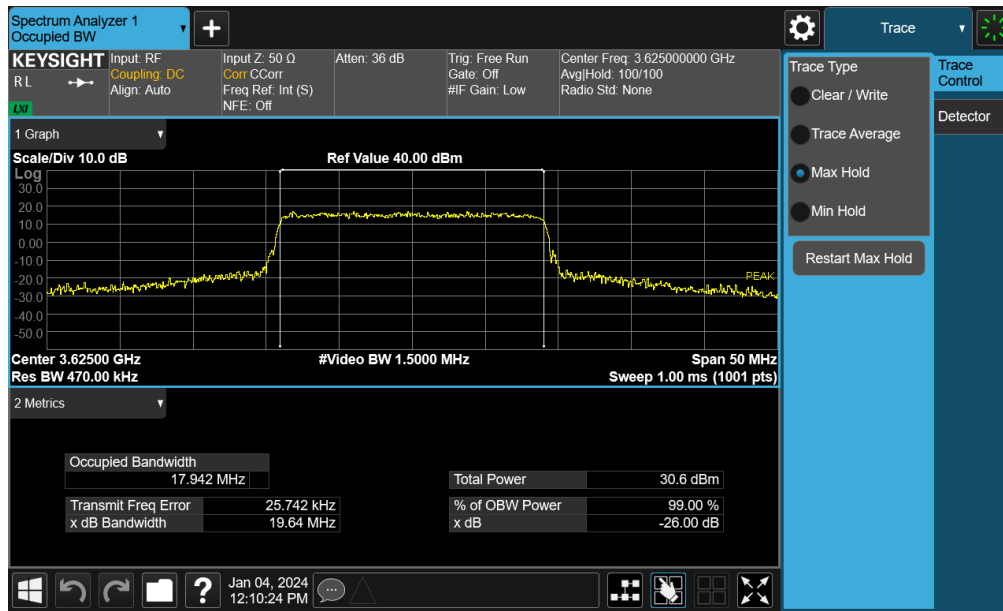 Spectrum Analyzer 1
Occupied BW
+
Trace
KEYSIGHT
Input: RF
Input Z: 50 Ω
Atten: 36 dB
Trig: Free Run
Center Freq: 3.625000000 GHz
RL
Coupling: DC
Corr CCorr
Gate: Off
Avg|Hold: 100/100
Align: Auto
Freq Ref: Int (S)
#IF Gain: Low
Radio Std: None
LXI
NFE: Off
1 Graph
Scale/Div 10.0 dB
Ref Value 40.00 dBm
Log
30.0
20.0
10.0
0.00
-10.0
-20.0
-30.0
-40.0
-50.0
PEAK
Center 3.62500 GHz
#Video BW 1.5000 MHz
Span 50 MHz
Res BW 470.00 kHz
Sweep 1.00 ms (1001 pts)
2 Metrics
Occupied Bandwidth
17.942 MHz
Total Power 30.6 dBm
Transmit Freq Error 25.742 kHz
% of OBW Power 99.00 %
x dB Bandwidth 19.64 MHz
x dB -26.00 dB
Trace Type
Clear / Write
Trace Average
Max Hold
Min Hold
Restart Max Hold
Trace
Control
Detector
?
Jan 04, 2024
12:10:24 PM